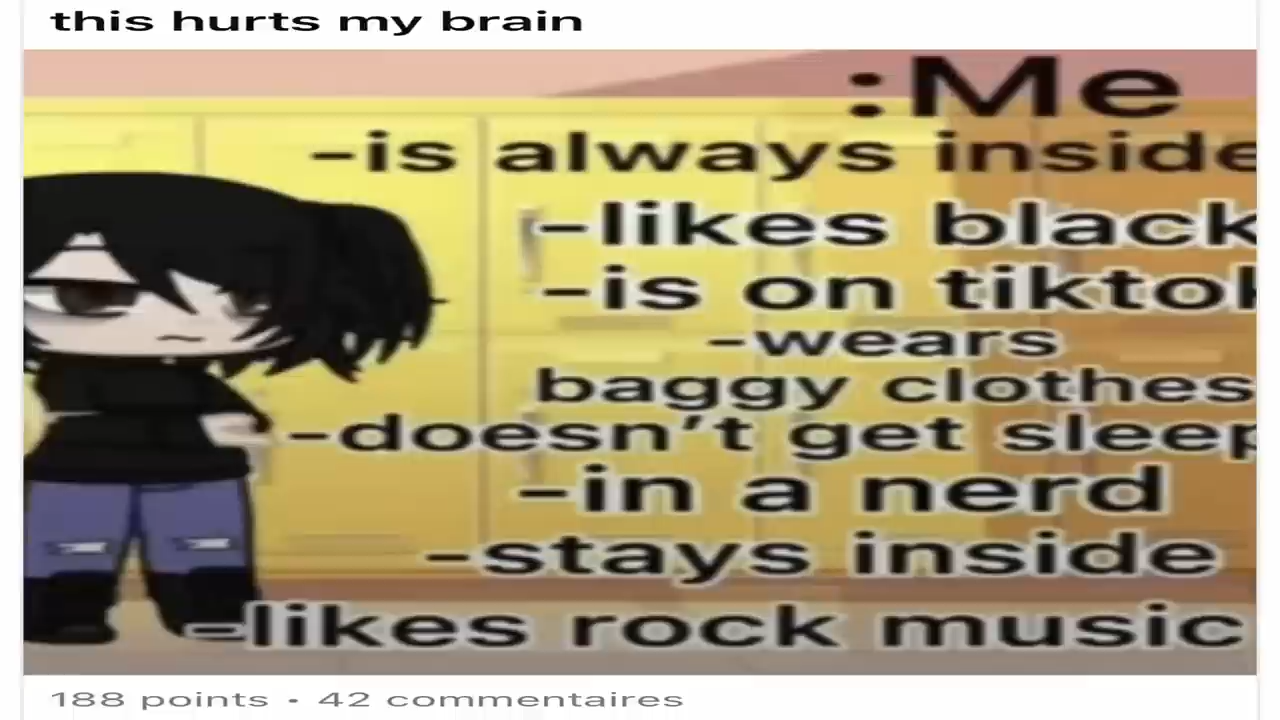 this hurts my brain
:Me
-is always inside
-likes black
-is on tiktok
-wears
baggy clothes
-doesn't get sleep
-in a nerd
-stays inside
-likes rock music
188 points • 42 commentaires